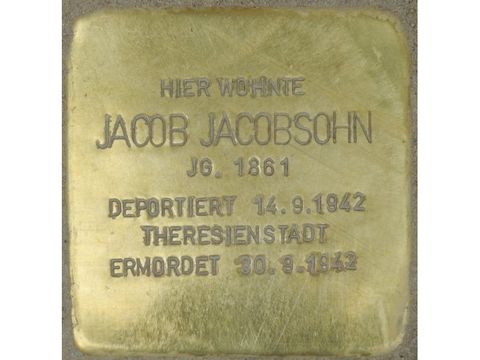 HIER WOHNTE
JACOB JACOBSOHN
JG. 1861
DEPORTIERT 14.9.1942
THERESIENSTADT
ERMORDET 30.9.1942